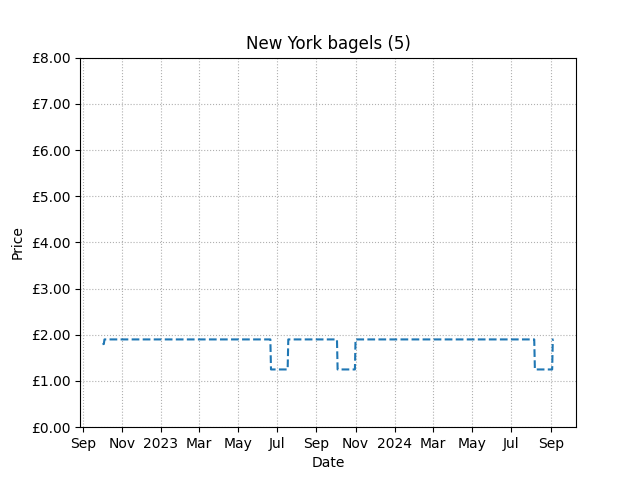 New York bagels (5)
£8.00
£7.00
£6.00
£5.00
£4.00
£3.00
£2.00
£1.00
£0.00
Price
Sep Nov 2023 Mar May Jul Sep Nov 2024 Mar May Jul Sep
Date